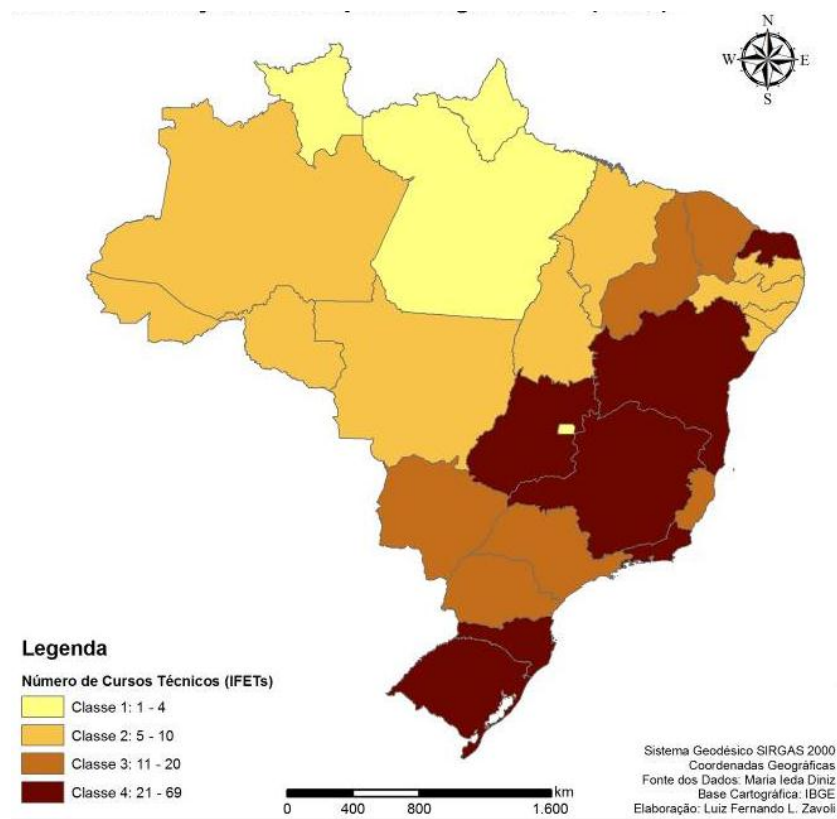 N
W E
S
Legenda
Número de Cursos Técnicos (IFETs)
Classe 1: 1 - 4
Classe 2: 5 - 10
Classe 3: 11 - 20
Classe 4: 21 - 69
km
0 400 800 1.600
Sistema Geodésico SIRGAS 2000
Coordenadas Geográficas
Fonte dos Dados: Maria Ieda Diniz
Base Cartográfica: IBGE
Elaboração: Luiz Fernando L. Zavoli